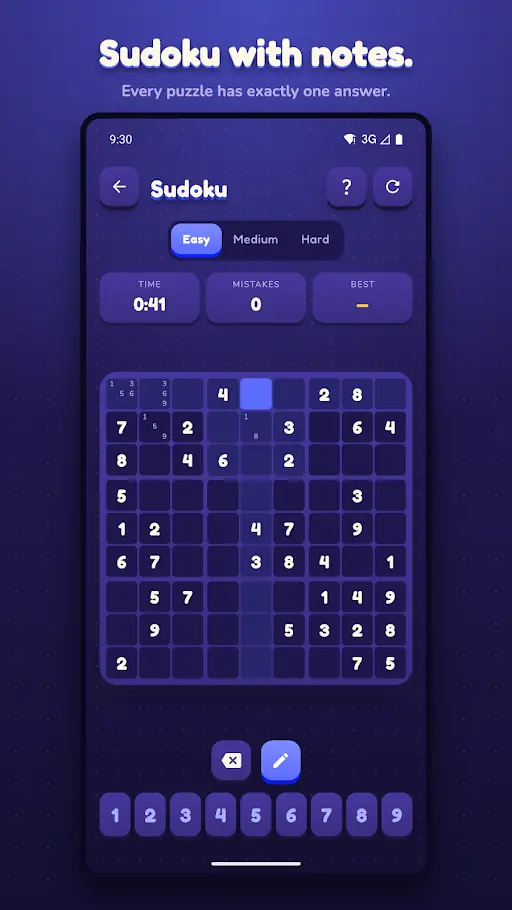 Sudoku with notes.
Every puzzle has exactly one answer.
9:30 3G
Sudoku ?
Easy Medium Hard
TIME MISTAKES BEST
0:41 0 –
1 3 3
5 6 6
9
4 2 8
7 1 5 9 2 1 8 3 6 4
8 4 6 2
5 3
1 2 4 7 9
6 7 3 8 4 1
5 7 1 4 9
9 5 3 2 8
2 7 5
1 2 3 4 5 6 7 8 9